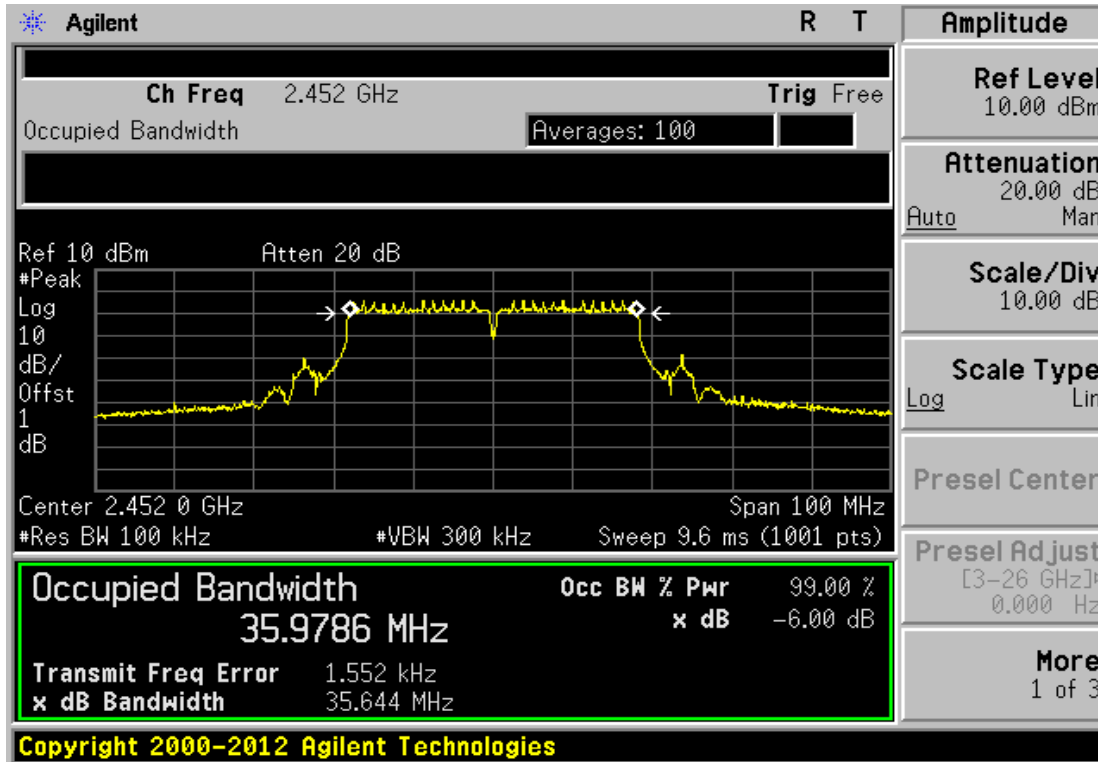 Agilent R T
Ch Freq 2.452 GHz Trig Free
Occupied Bandwidth Averages: 100
Ref 10 dBm Atten 20 dB
#Peak
Log
10
dB/
Offst
1
dB
Center 2.452 0 GHz Span 100 MHz
#Res BW 100 kHz #VBW 300 kHz Sweep 9.6 ms (1001 pts)
Occupied Bandwidth Occ BW % Pwr 99.00 %
35.9786 MHz x dB -6.00 dB
Transmit Freq Error 1.552 kHz
x dB Bandwidth 35.644 MHz
Copyright 2000-2012 Agilent Technologies
Amplitude
Ref Level
10.00 dBm
Attenuation
20.00 dB
Auto Man
Scale/Div
10.00 dB
Scale Type
Log Lin
Presel Center
Presel Adjust
[3-26 GHz]
0.000 Hz
More
1 of 3